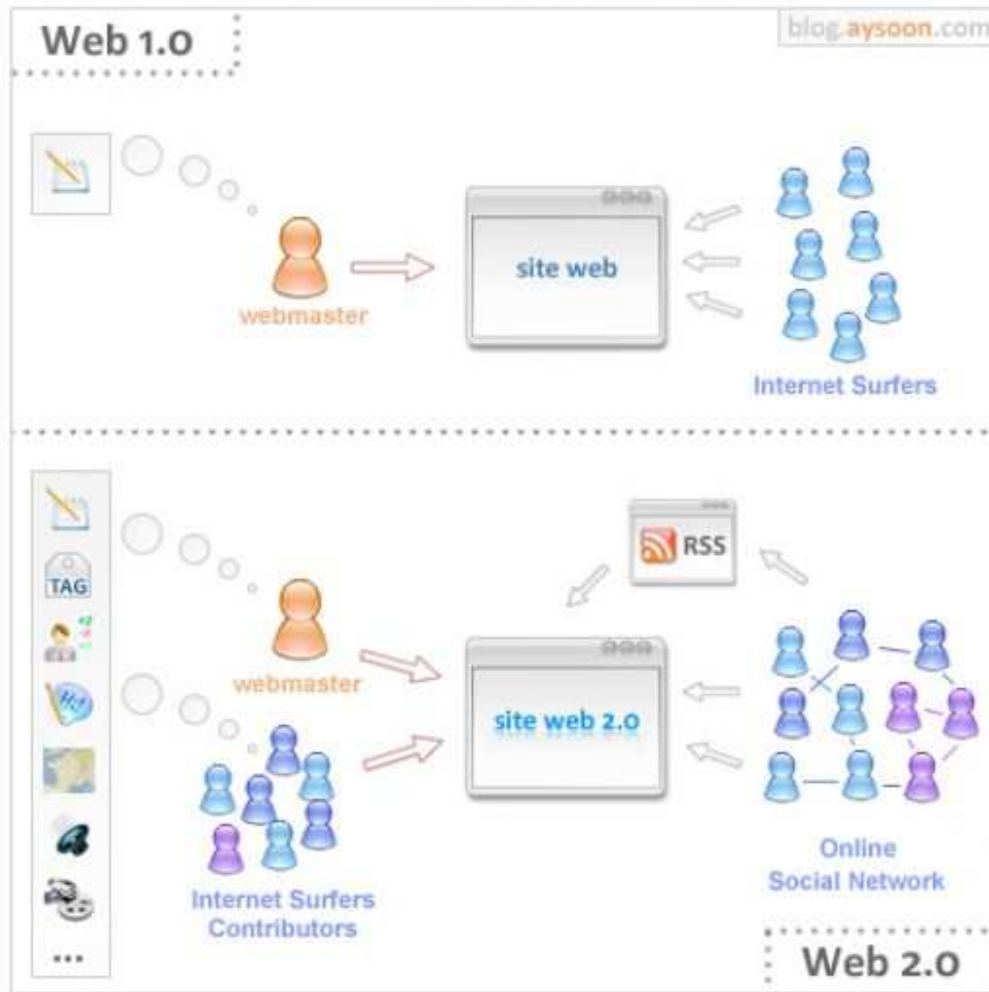 Web 1.0
blog.aysoon.com
site web
webmaster
Internet Surfers
RSS
TAG
webmaster
site web 2.0
Internet Surfers
Contributors
Online
Social Network
...
Web 2.0